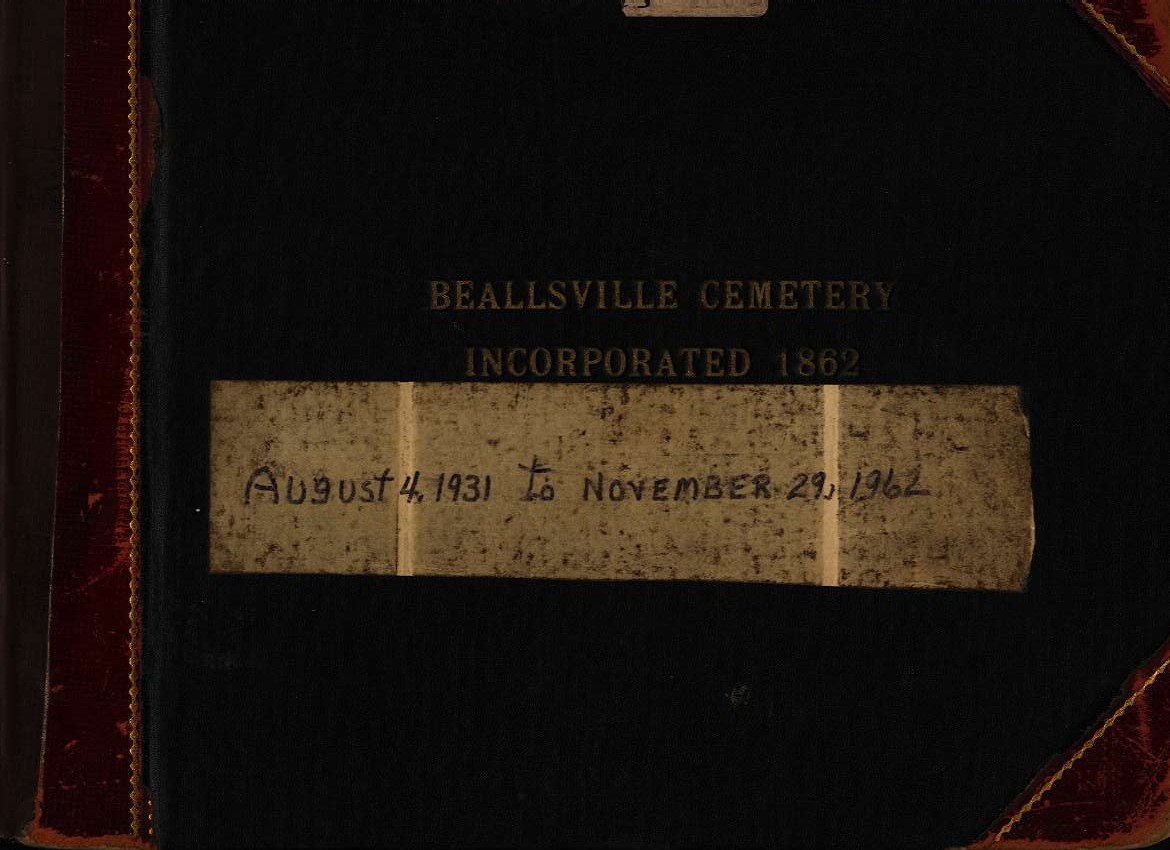 BEALLSVILLE CEMETERY
INCORPORATED 1862
AUGUST 4, 1931 to NOVEMBER 29, 1962